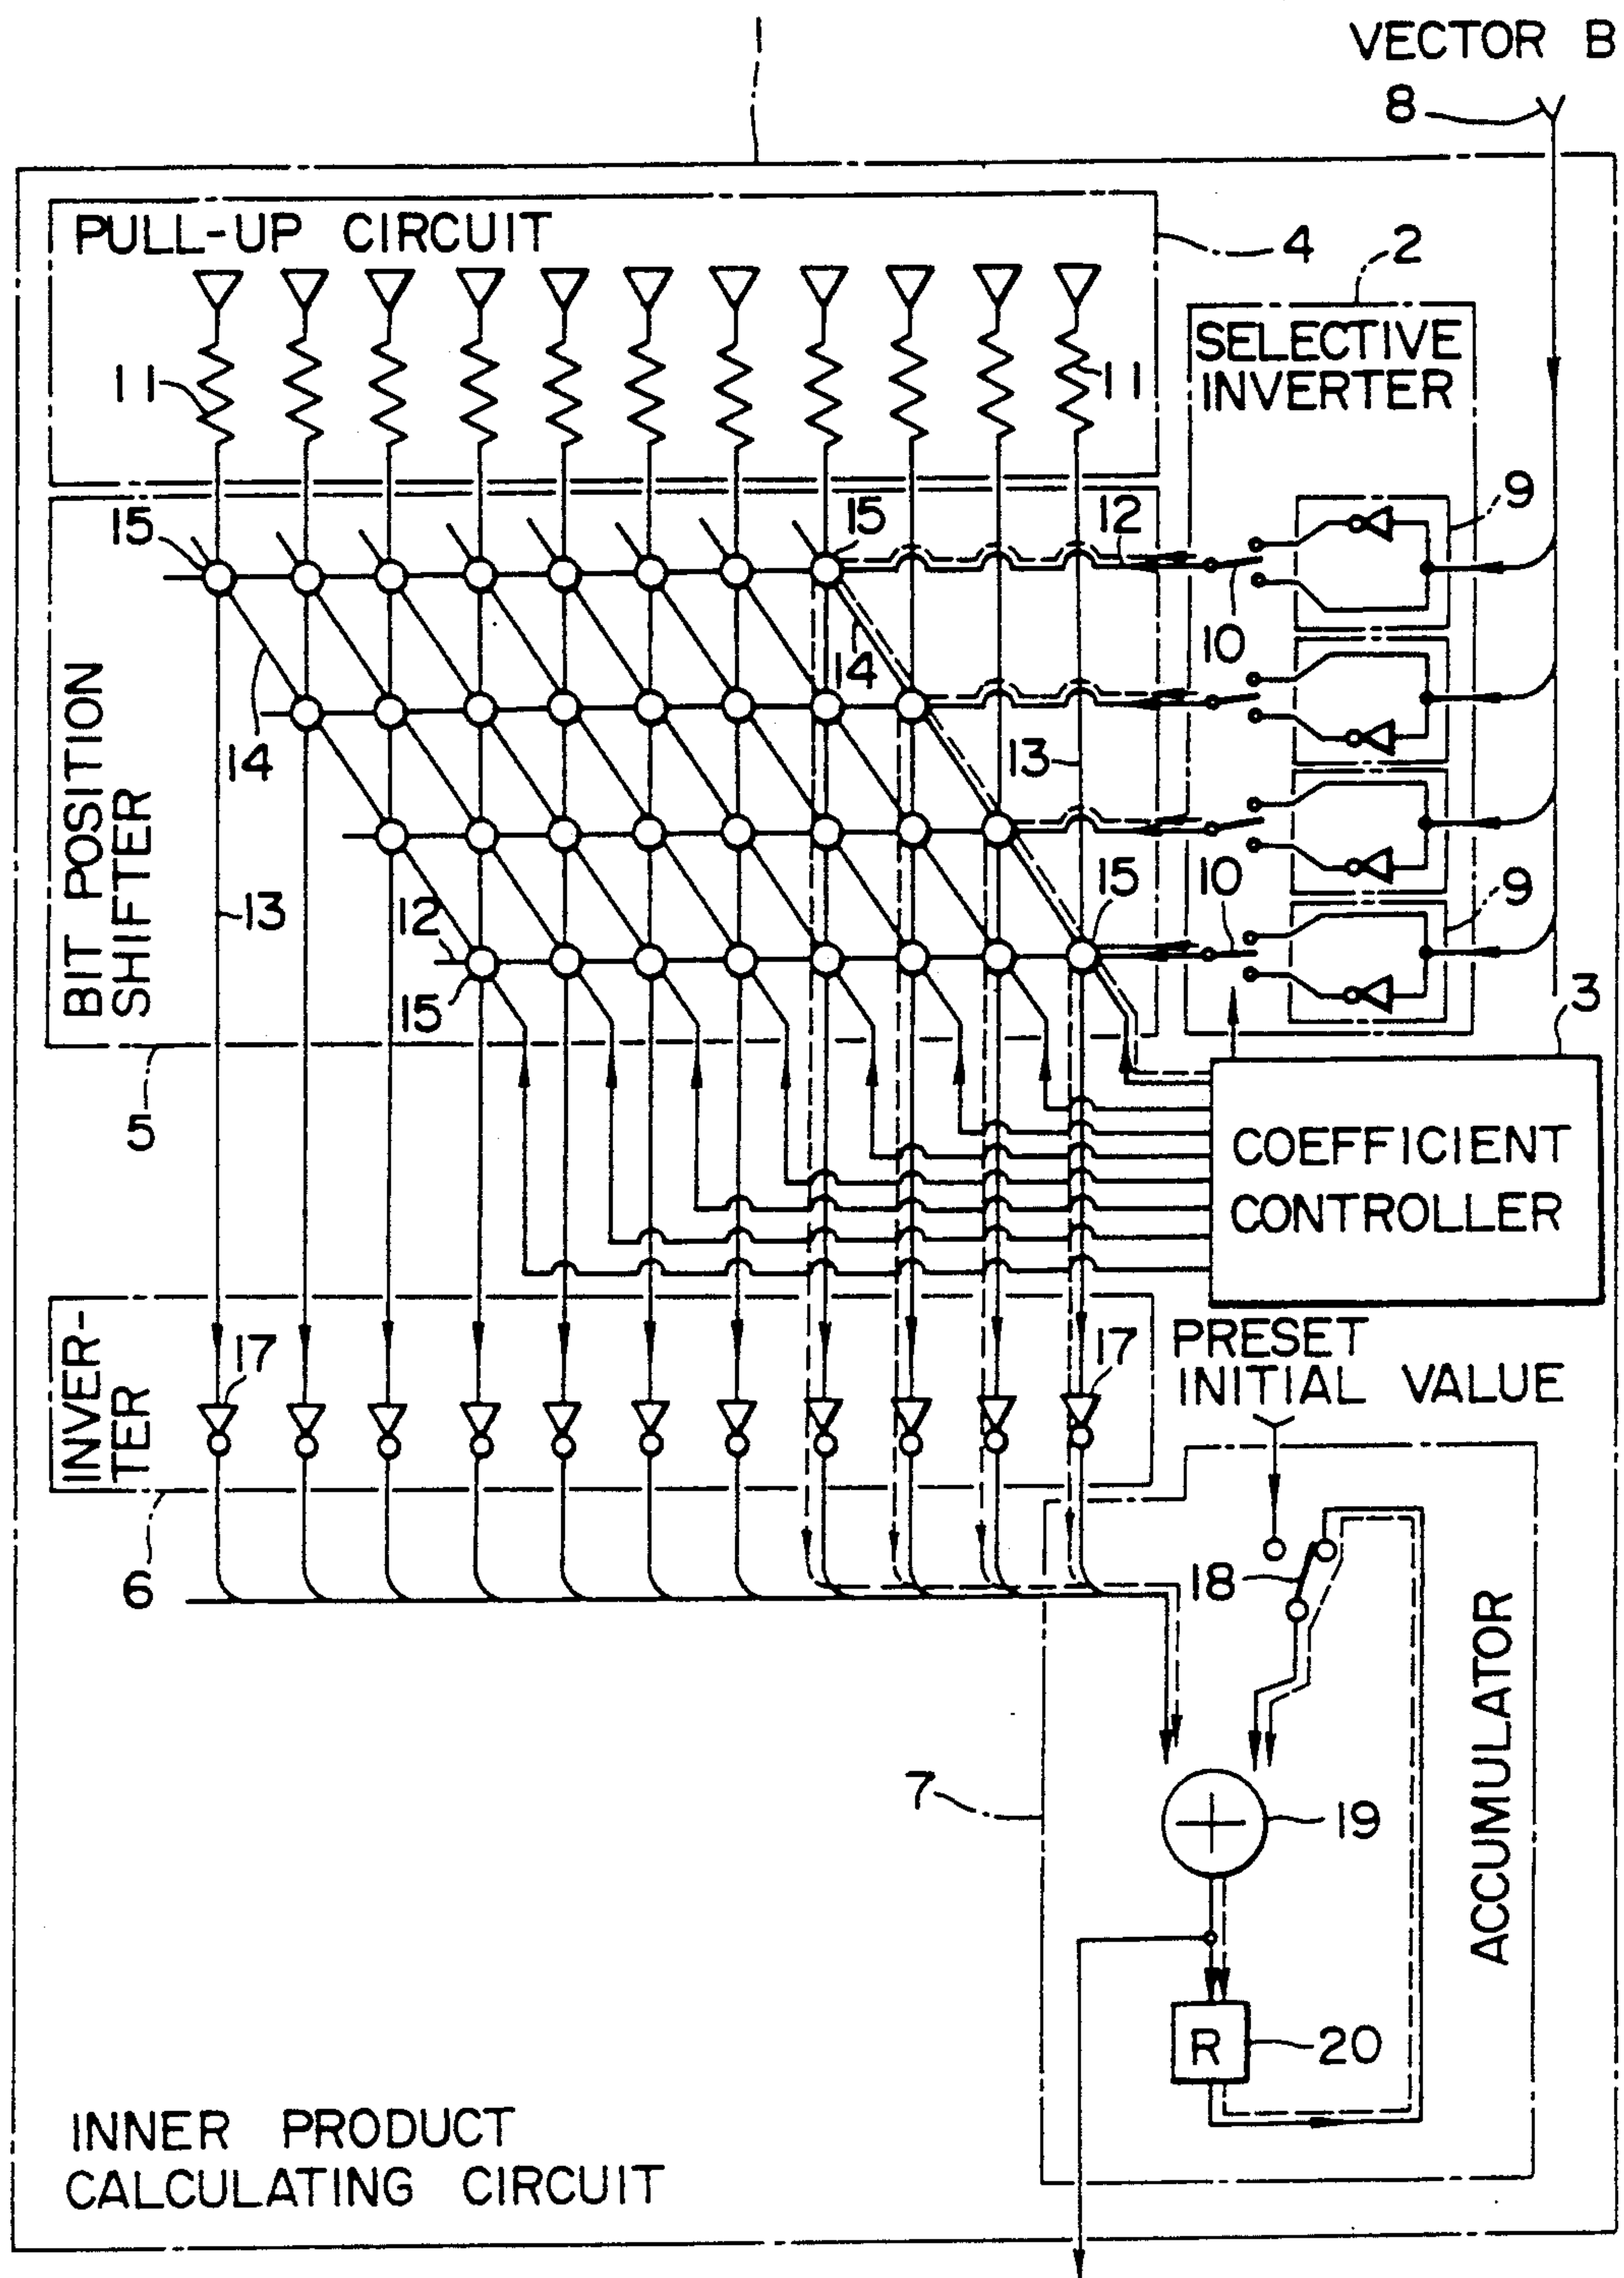 VECTOR B
8
PULL-UP CIRCUIT
4
2
SELECTIVE
INVERTER
11
11
9
15
15
12
10
14
14
13
BIT POSITION
SHIFTER
13
12
15
10
15
9
3
5
COEFFICIENT
CONTROLLER
INVER-
TER
17
17
PRESET
INITIAL VALUE
6
18
ACCUMULATOR
7
19
R
20
INNER PRODUCT
CALCULATING CIRCUIT